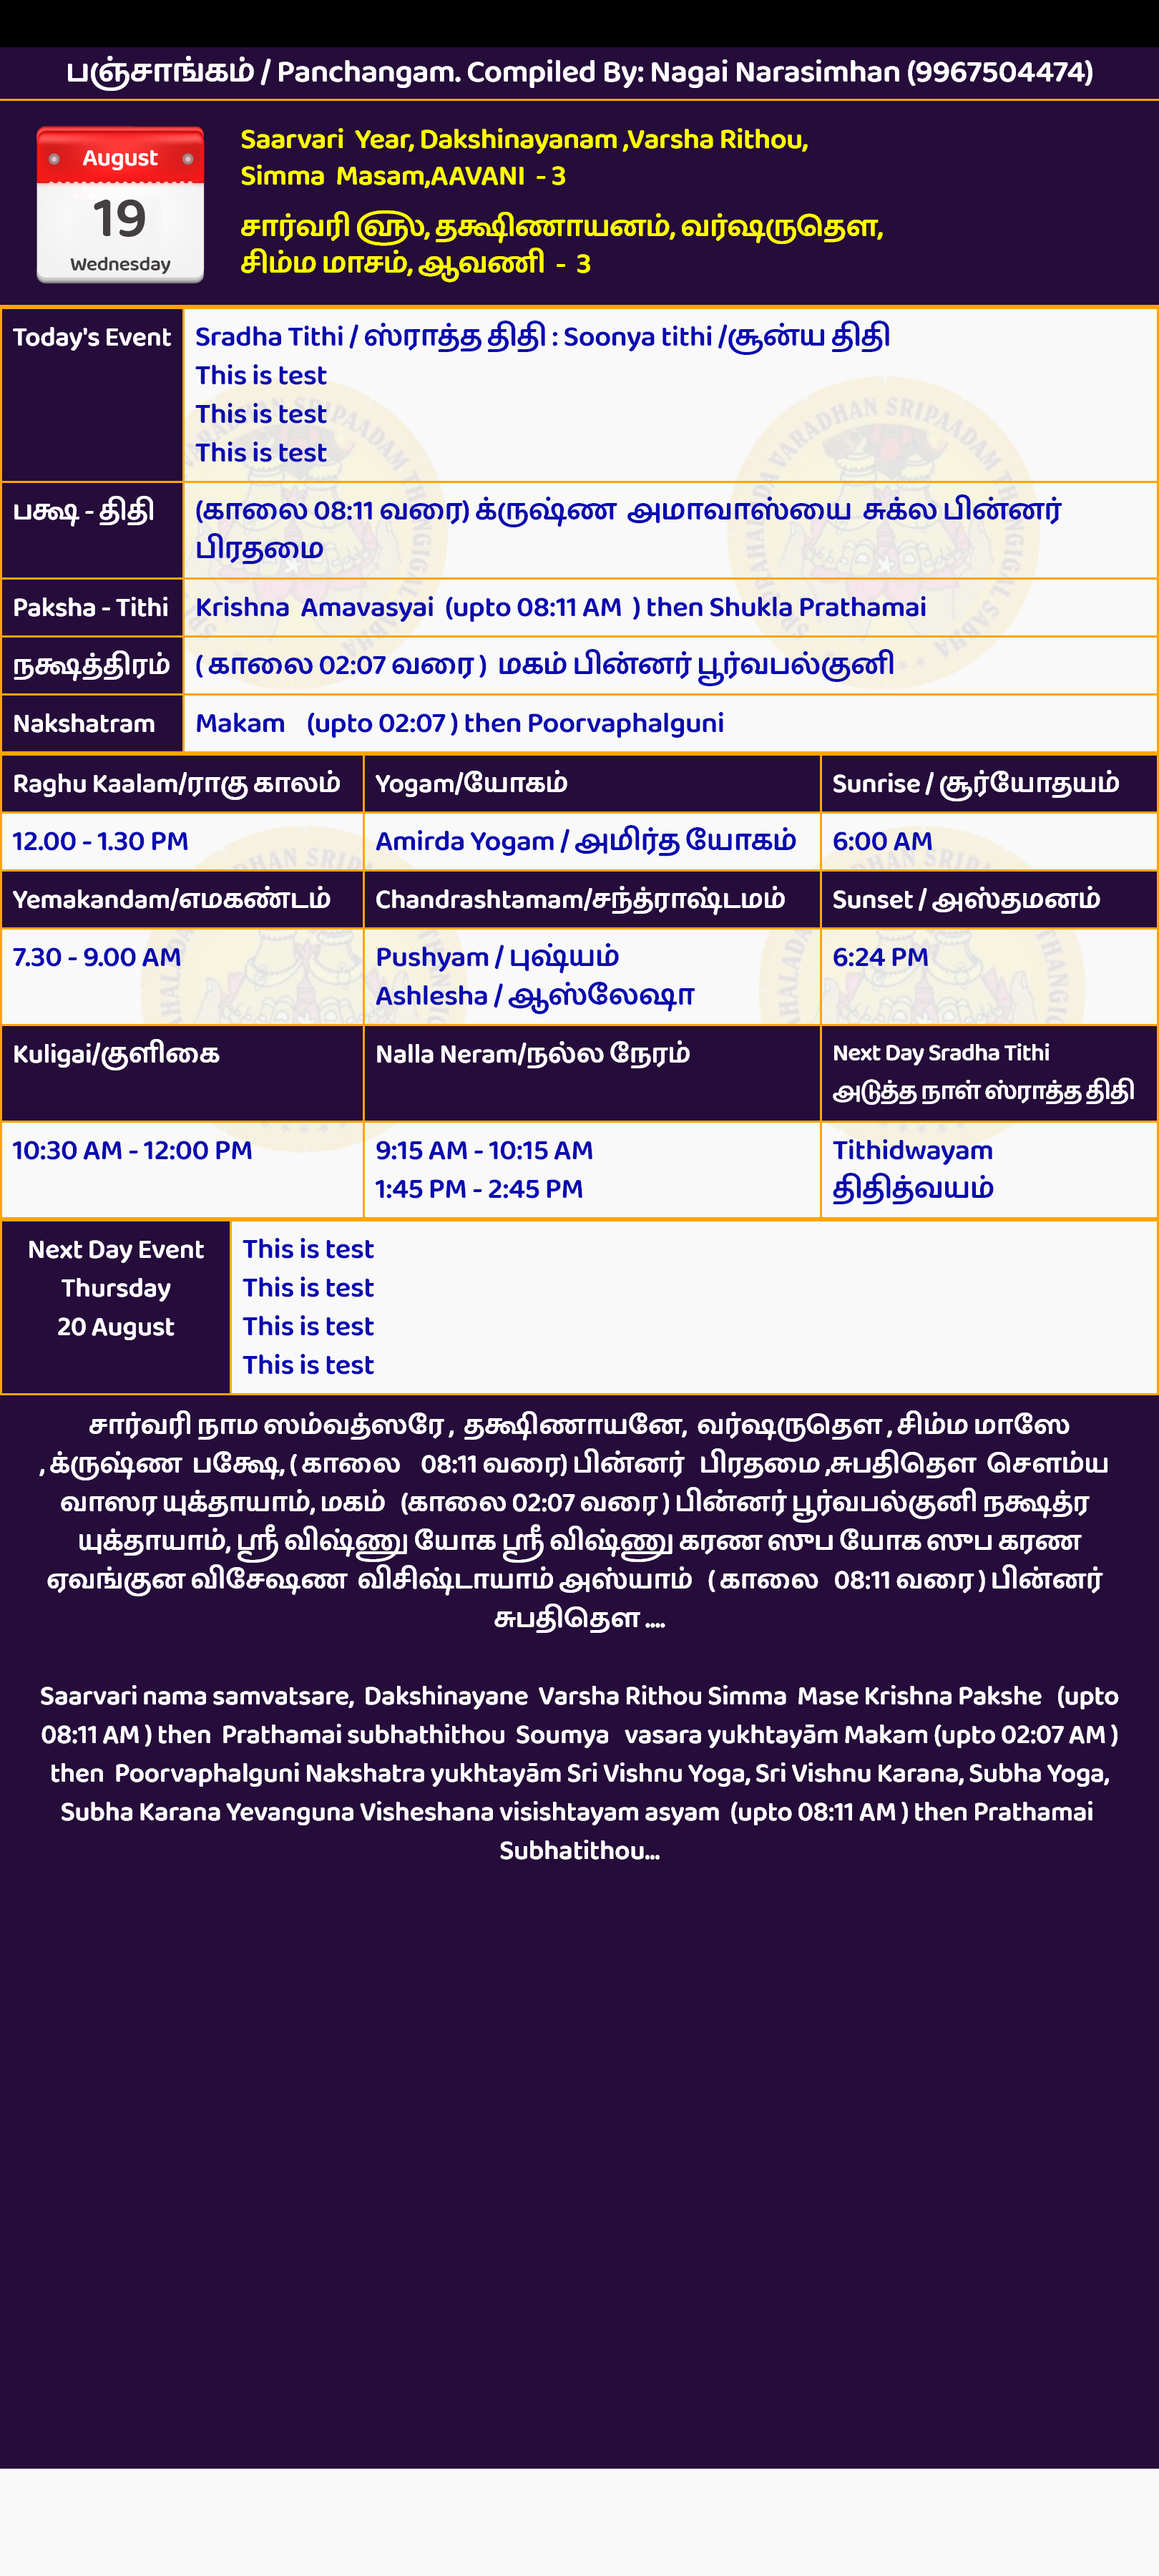 பஞ்சாங்கம் / Panchangam. Compiled By: Nagai Narasimhan (9967504474)
August
19
Wednesday
Saarvari Year, Dakshinayanam ,Varsha Rithou,
Simma Masam,AAVANI - 3
சார்வரி ௵, தக்ஷிணாயனம், வர்ஷருதௌ,
சிம்ம மாசம், ஆவணி - 3
Today's Event
Sradha Tithi / ஸ்ராத்த திதி : Soonya tithi /சூன்ய திதி
This is test
This is test
This is test
பக்ஷ - திதி
(காலை 08:11 வரை) க்ருஷ்ண அமாவாஸ்யை சுக்ல பின்னர்
பிரதமை
Paksha - Tithi
Krishna Amavasyai (upto 08:11 AM ) then Shukla Prathamai
நக்ஷத்திரம்
( காலை 02:07 வரை ) மகம் பின்னர் பூர்வபல்குனி
Nakshatram
Makam (upto 02:07 ) then Poorvaphalguni
Raghu Kaalam/ராகு காலம்
Yogam/யோகம்
Sunrise / சூர்யோதயம்
12.00 - 1.30 PM
Amirda Yogam / அமிர்த யோகம்
6:00 AM
Yemakandam/எமகண்டம்
Chandrashtamam/சந்த்ராஷ்டமம்
Sunset / அஸ்தமனம்
7.30 - 9.00 AM
Pushyam / புஷ்யம்
Ashlesha / ஆஸ்லேஷா
6:24 PM
Kuligai/குளிகை
Nalla Neram/நல்ல நேரம்
Next Day Sradha Tithi
அடுத்த நாள் ஸ்ராத்த திதி
10:30 AM - 12:00 PM
9:15 AM - 10:15 AM
1:45 PM - 2:45 PM
Tithidwayam
திதித்வயம்
Next Day Event
Thursday
20 August
This is test
This is test
This is test
This is test
சார்வரி நாம ஸம்வத்ஸரே , தக்ஷிணாயனே, வர்ஷருதௌ , சிம்ம மாஸே
, க்ருஷ்ண பக்ஷே, ( காலை 08:11 வரை) பின்னர் பிரதமை ,சுபதிதௌ சௌம்ய
வாஸர யுக்தாயாம், மகம் (காலை 02:07 வரை ) பின்னர் பூர்வபல்குனி நக்ஷத்ர
யுக்தாயாம், ஸ்ரீ விஷ்ணு யோக ஸ்ரீ விஷ்ணு கரண ஸுப யோக ஸுப கரண
ஏவங்குன விசேஷண விசிஷ்டாயாம் அஸ்யாம் ( காலை 08:11 வரை ) பின்னர்
சுபதிதௌ ....
Saarvari nama samvatsare, Dakshinayane Varsha Rithou Simma Mase Krishna Pakshe (upto
08:11 AM ) then Prathamai subhathithou Soumya vasara yukhtayām Makam (upto 02:07 AM )
then Poorvaphalguni Nakshatra yukhtayām Sri Vishnu Yoga, Sri Vishnu Karana, Subha Yoga,
Subha Karana Yevanguna Visheshana visishtayam asyam (upto 08:11 AM ) then Prathamai
Subhatithou...